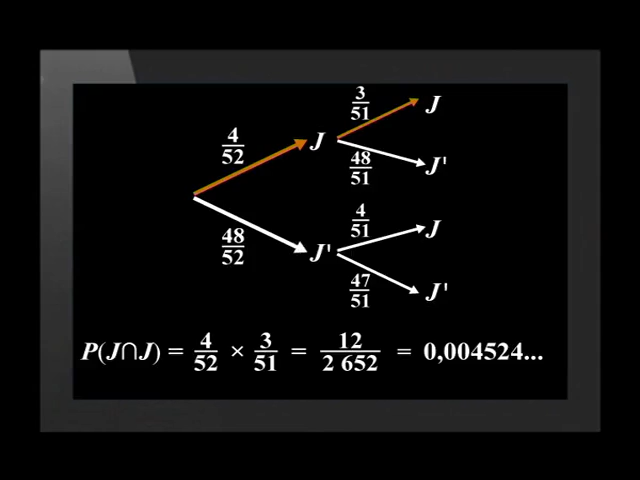 3/51 J
4/52 J
48/51 J'
4/51 J
48/52 J'
47/51 J'
P(J∩J) = 4/52 × 3/51 = 12/2 652 = 0,004524...